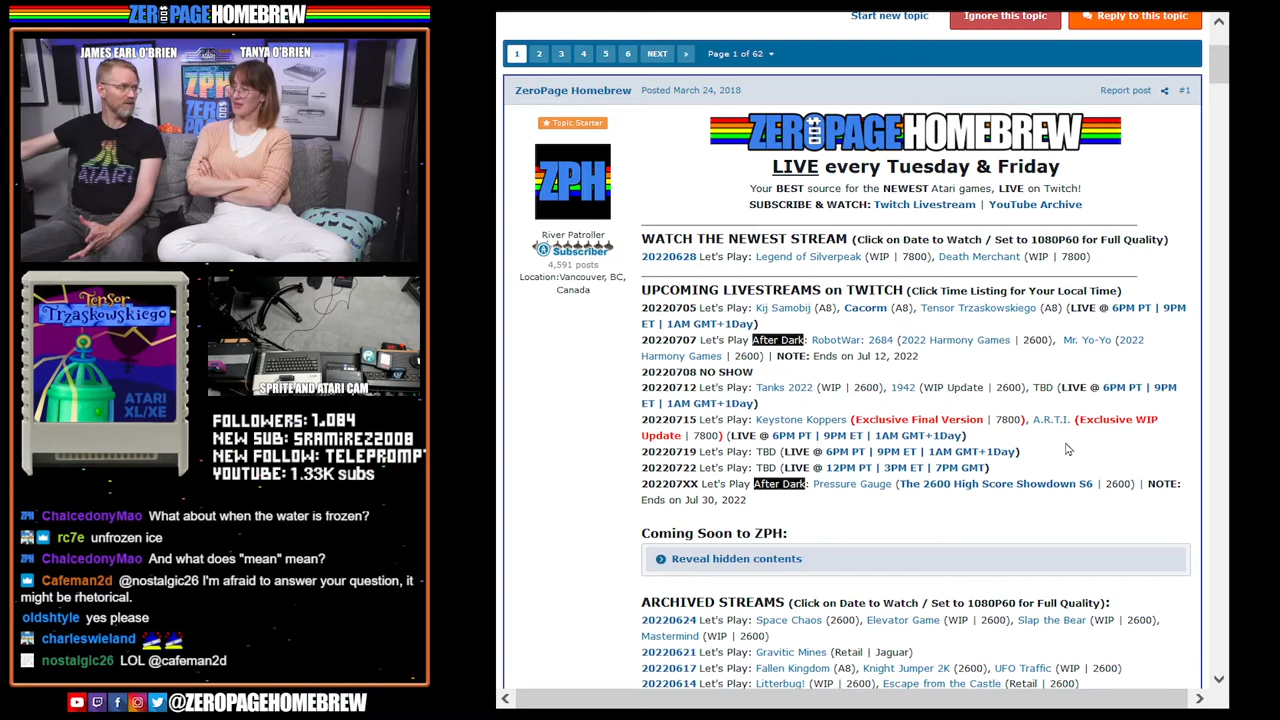 ZEROPAGE HOMEBREW
JAMES EARL O'BRIEN
TANYA O'BRIEN
ATARI
ZPH
Tensor
Trzaskowskiego
ATARI
XL/XE
SPRITE AND ATARI CAM
FOLLOWERS: 1,084
NEW SUB: SRAMIREZ2008
NEW FOLLOW: TELEPROMPT
YOUTUBE: 1.33K subs
ChalcedonyMao What about when the water is frozen?
rc7e unfrozen ice
ChalcedonyMao And what does "mean" mean?
Cafeman2d @nostalgic26 I'm afraid to answer your question, it
might be rhetorical.
oldshtyle yes please
charleswieland
nostalgic26 LOL @cafeman2d
@ZEROPAGEHOMEBREW
Start new topic
Ignore this topic
Reply to this topic
1 2 3 4 5 6 NEXT » Page 1 of 62
ZeroPage Homebrew Posted March 24, 2018 Report post #1
Topic Starter
ZPH
River Patroller
Subscriber
4,591 posts
Location:Vancouver, BC,
Canada
ZEROPAGEHOMEBREW
LIVE every Tuesday & Friday
Your BEST source for the NEWEST Atari games, LIVE on Twitch!
SUBSCRIBE & WATCH: Twitch Livestream | YouTube Archive
WATCH THE NEWEST STREAM (Click on Date to Watch / Set to 1080P60 for Full Quality)
20220628 Let's Play: Legend of Silverpeak (WIP | 7800), Death Merchant (WIP | 7800)
UPCOMING LIVESTREAMS on TWITCH (Click Time Listing for Your Local Time)
20220705 Let's Play: Kij Samobij (A8), Cacorm (A8), Tensor Trzaskowskiego (A8) (LIVE @ 6PM PT | 9PM
ET | 1AM GMT+1Day)
20220707 Let's Play After Dark: RobotWar: 2684 (2022 Harmony Games | 2600), Mr. Yo-Yo (2022
Harmony Games | 2600) | NOTE: Ends on Jul 12, 2022
20220708 NO SHOW
20220712 Let's Play: Tanks 2022 (WIP | 2600), 1942 (WIP Update | 2600), TBD (LIVE @ 6PM PT | 9PM
ET | 1AM GMT+1Day)
20220715 Let's Play: Keystone Koppers (Exclusive Final Version | 7800), A.R.T.I. (Exclusive WIP
Update | 7800) (LIVE @ 6PM PT | 9PM ET | 1AM GMT+1Day)
20220719 Let's Play: TBD (LIVE @ 6PM PT | 9PM ET | 1AM GMT+1Day)
20220722 Let's Play: TBD (LIVE @ 12PM PT | 3PM ET | 7PM GMT)
202207XX Let's Play After Dark: Pressure Gauge (The 2600 High Score Showdown S6 | 2600) | NOTE:
Ends on Jul 30, 2022
Coming Soon to ZPH:
Reveal hidden contents
ARCHIVED STREAMS (Click on Date to Watch / Set to 1080P60 for Full Quality):
20220624 Let's Play: Space Chaos (2600), Elevator Game (WIP | 2600), Slap the Bear (WIP | 2600),
Mastermind (WIP | 2600)
20220621 Let's Play: Gravitic Mines (Retail | Jaguar)
20220617 Let's Play: Fallen Kingdom (A8), Knight Jumper 2K (2600), UFO Traffic (WIP | 2600)
20220614 Let's Play: Litterbug! (WIP | 2600), Escape from the Castle (Retail | 2600)